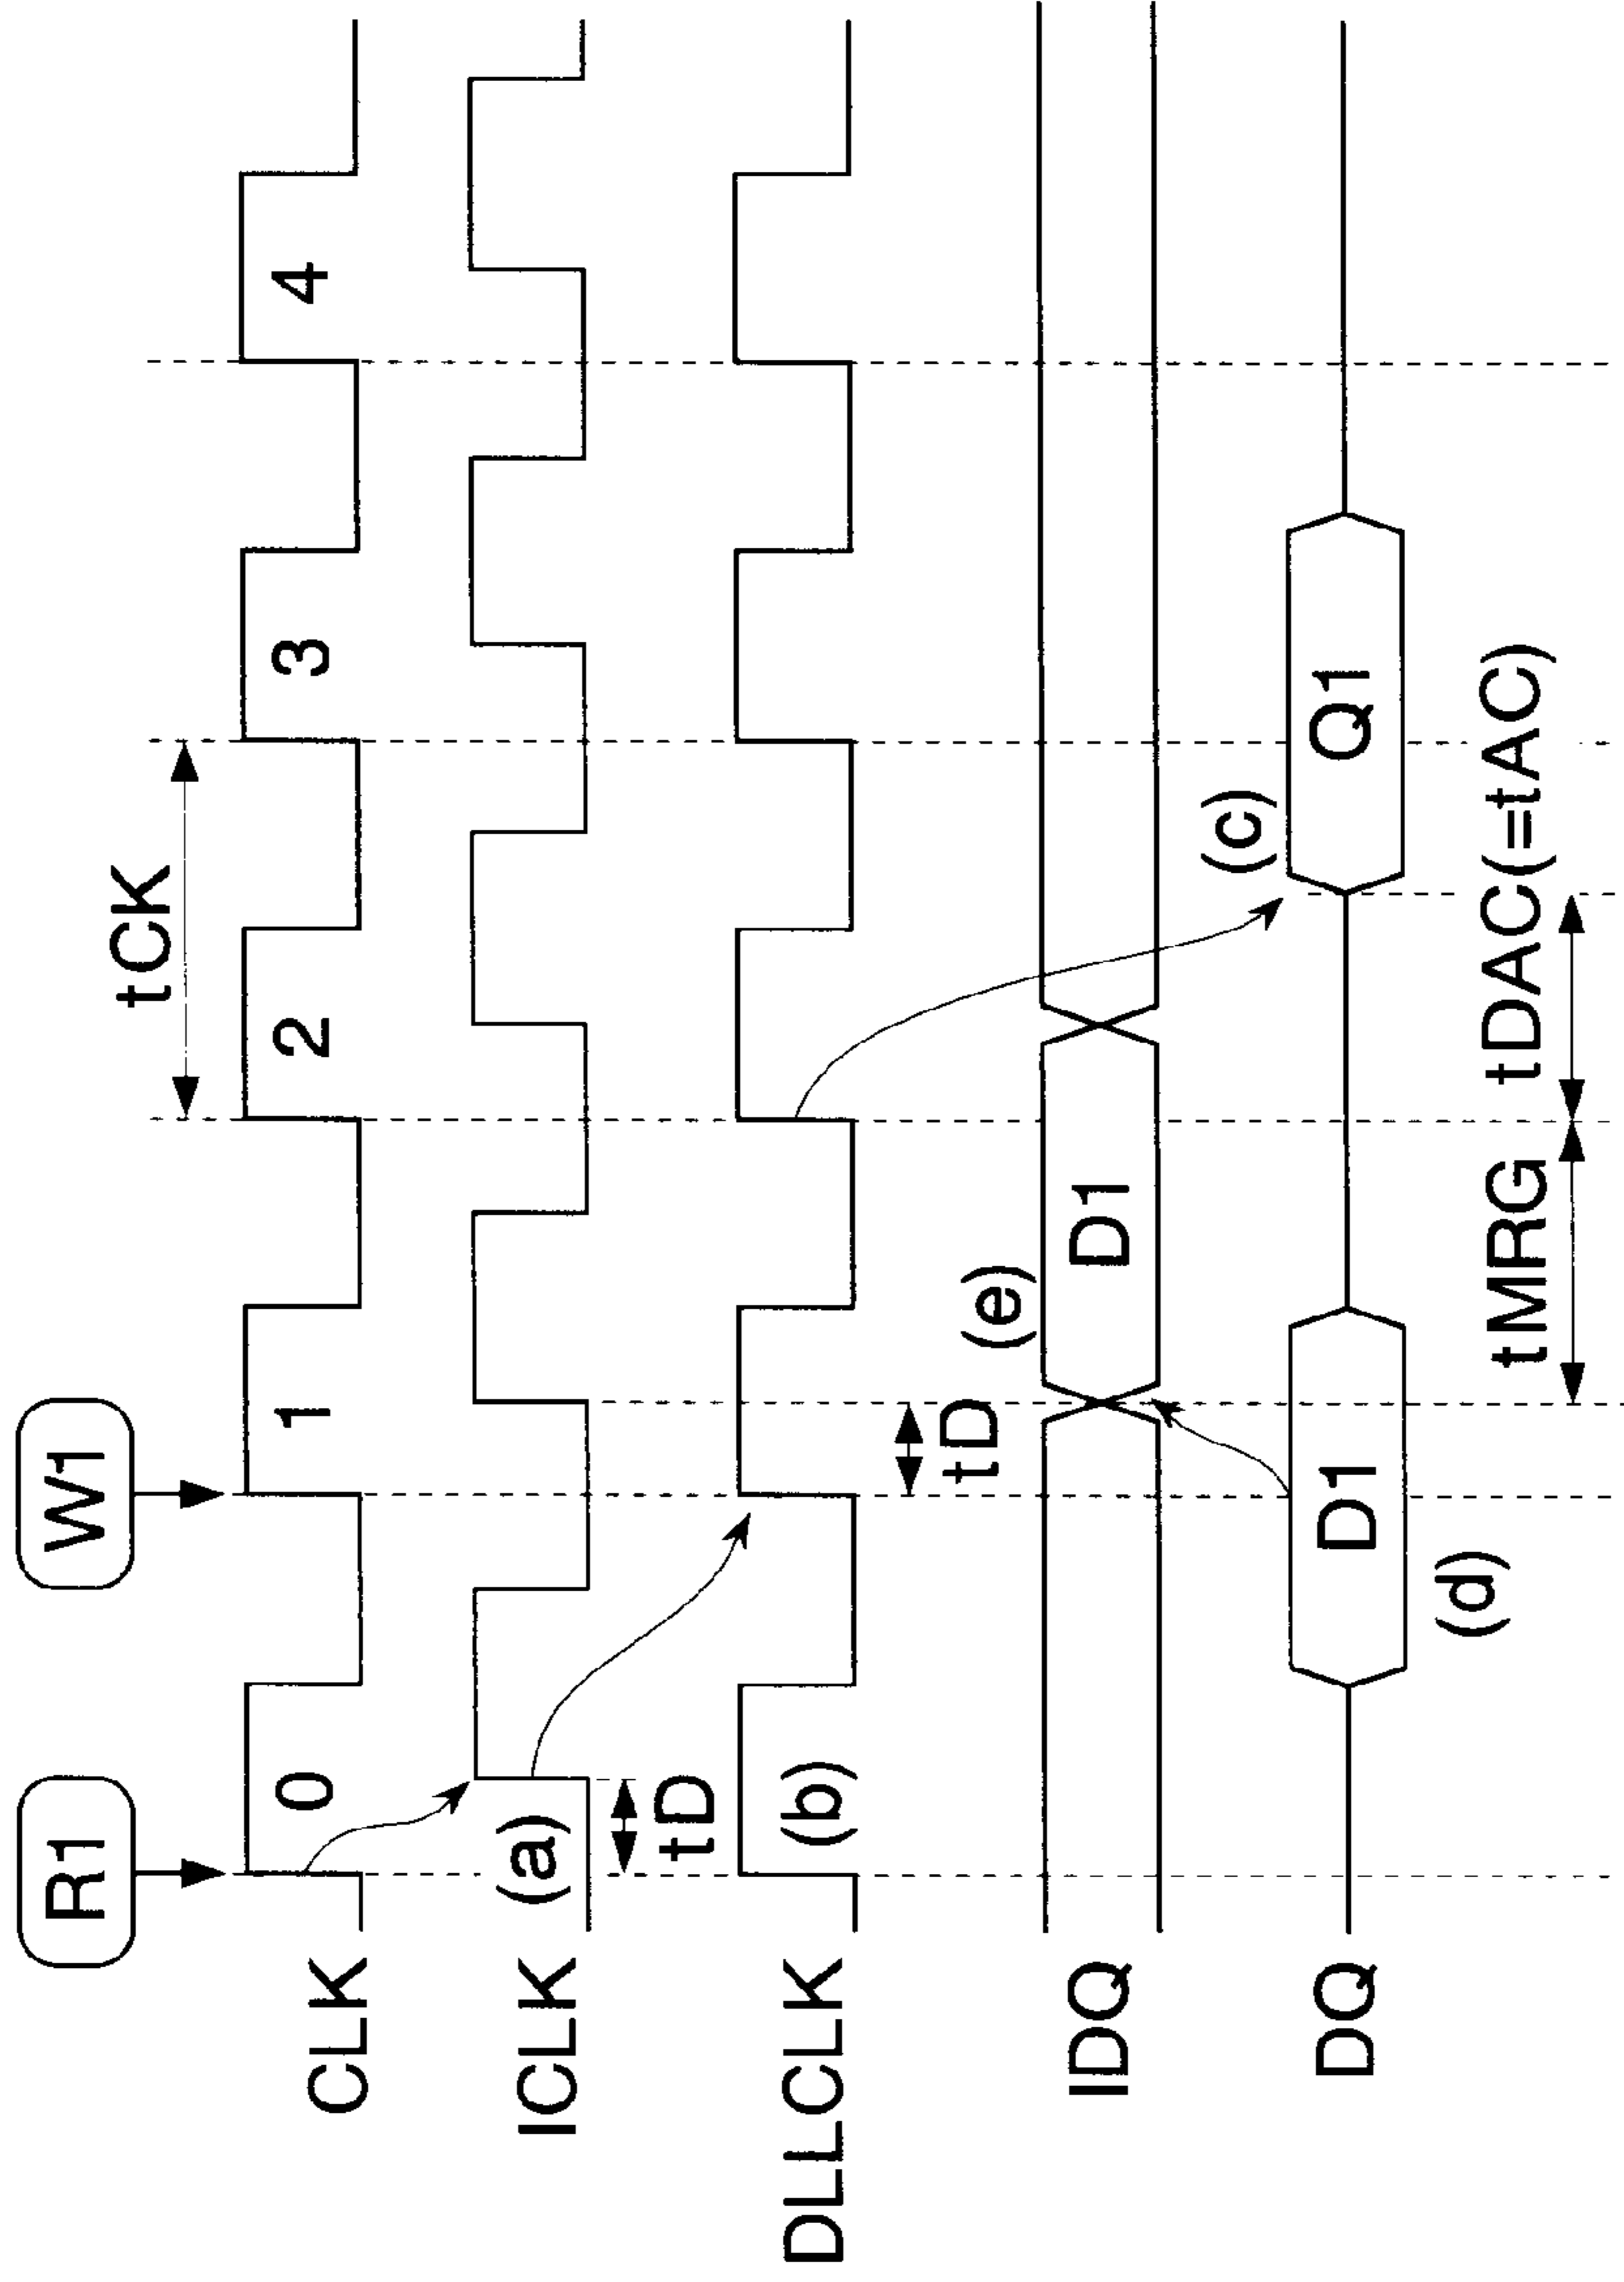 R1
W1
tCK
CLK
0
1
2
3
4
ICLK
(a)
tD
DLLCLK
(b)
tD
IDQ
(e)
D1
(c)
DQ
D1
Q1
(d)
tMRG
tDAC(=tAC)